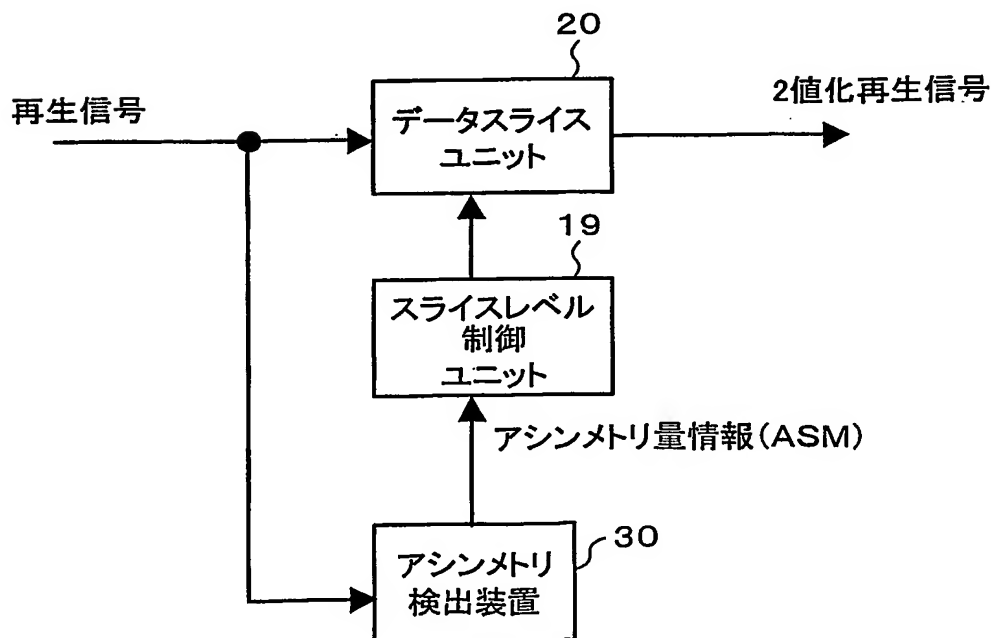 20
再生信号
データスライス
ユニット
2値化再生信号
19
スライスレベル
制御
ユニット
アシンメトリ量情報(ASM)
30
アシンメトリ
検出装置